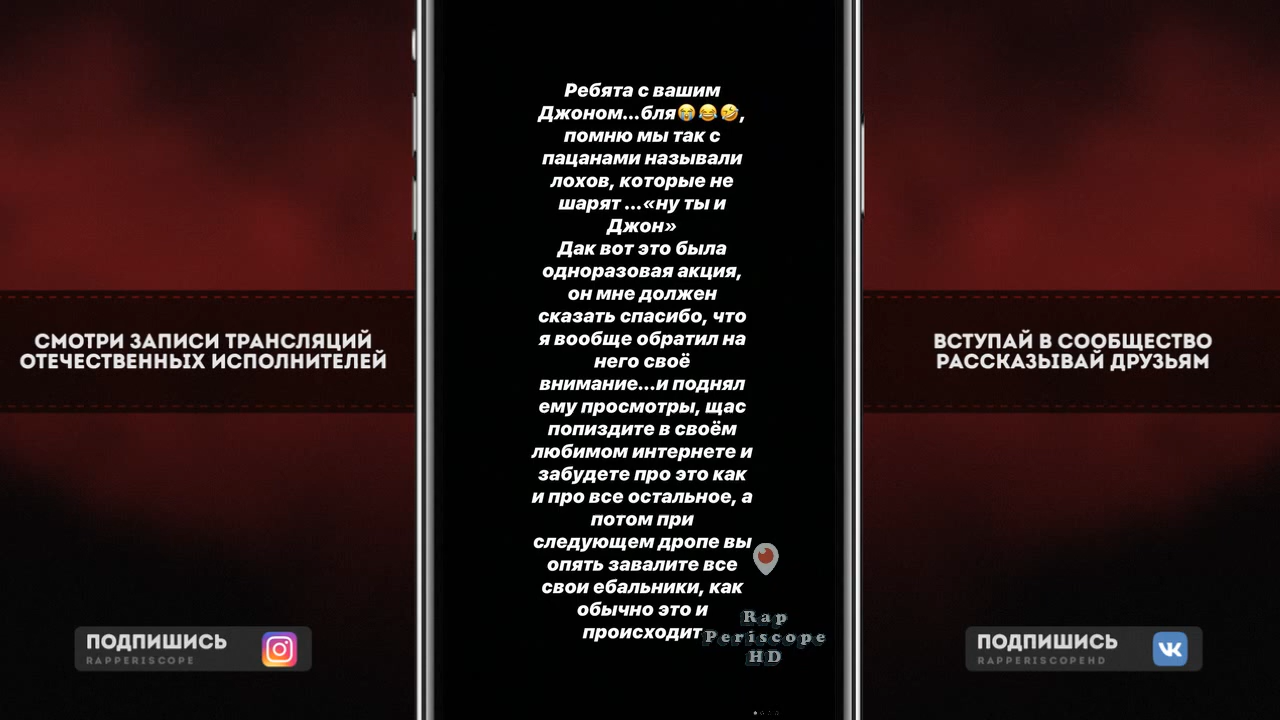 СМОТРИ ЗАПИСИ ТРАНСЛЯЦИЙ
ОТЕЧЕСТВЕННЫХ ИСПОЛНИТЕЛЕЙ
ПОДПИШИСЬ
RAPPERISCOPE
Ребята с вашим
Джоном...бля😭😂🤣,
помню мы так с
пацанами называли
лохов, которые не
шарят ...«ну ты и
Джон»
Дак вот это была
одноразовая акция,
он мне должен
сказать спасибо, что
я вообще обратил на
него своё
внимание...и поднял
ему просмотры, щас
попиздите в своём
любимом интернете и
забудете про это как
и про все остальное, а
потом при
следующем дропе вы
опять завалите все
свои ебальники, как
обычно это и
происходит
Rap
Periscope
HD
ВСТУПАЙ В СООБЩЕСТВО
РАССКАЗЫВАЙ ДРУЗЬЯМ
ПОДПИШИСЬ
RAPPERISCOPEHD